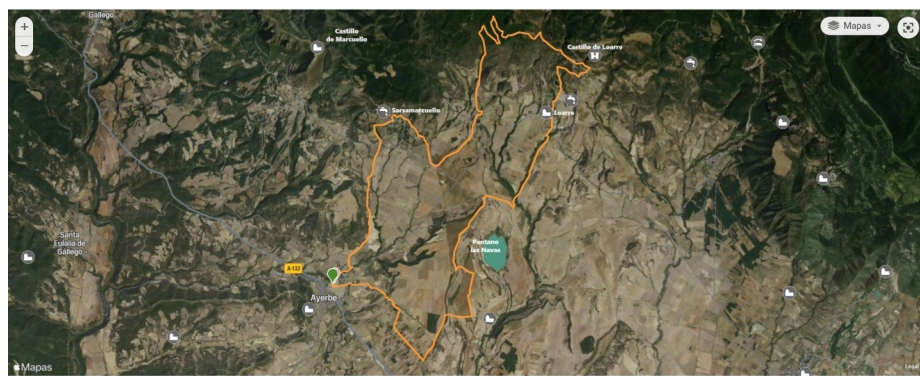 Gállego
+
−
Mapas
Castillo
de Marcuello
Castillo de Loarre
H
Sarsamarcuello
Loarre
Santa
Eulalia de
Gállego
Pantano
las Navas
A-132
Ayerbe
Mapas
Legal